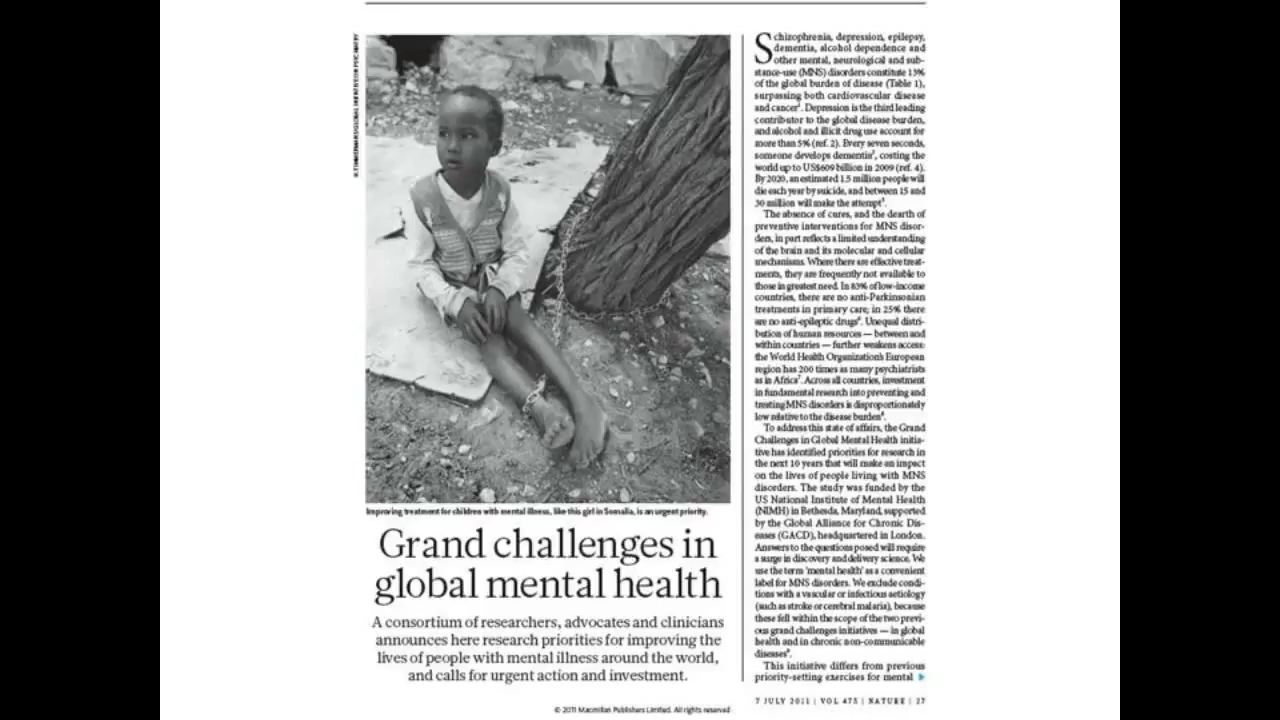 Improving treatment for children with mental illness, like this girl in Somalia, is an urgent priority.
Grand challenges in
global mental health
A consortium of researchers, advocates and clinicians
announces here research priorities for improving the
lives of people with mental illness around the world,
and calls for urgent action and investment.
Schizophrenia, depression, epilepsy,
dementia, alcohol dependence and
other mental, neurological and sub-
stance-use (MNS) disorders constitute 13%
of the global burden of disease (Table 1),
surpassing both cardiovascular disease
and cancer¹. Depression is the third leading
contributor to the global disease burden,
and alcohol and illicit drug use account for
more than 5% (ref. 2). Every seven seconds,
someone develops dementia³, costing the
world up to US$609 billion in 2009 (ref. 4).
By 2020, an estimated 1.5 million people will
die each year by suicide, and between 15 and
30 million will make the attempt⁵.
The absence of cures, and the dearth of
preventive interventions for MNS disor-
ders, in part reflects a limited understanding
of the brain and its molecular and cellular
mechanisms. Where there are effective treat-
ments, they are frequently not available to
those in greatest need. In 83% of low-income
countries, there are no anti-Parkinsonian
treatments in primary care; in 25% there
are no anti-epileptic drugs⁶. Unequal distri-
bution of human resources — between and
within countries — further weakens access:
the World Health Organization's European
region has 200 times as many psychiatrists
as in Africa⁷. Across all countries, investment
in fundamental research into preventing and
treating MNS disorders is disproportionately
low relative to the disease burden⁸.
To address this state of affairs, the Grand
Challenges in Global Mental Health initia-
tive has identified priorities for research in
the next 10 years that will make an impact
on the lives of people living with MNS
disorders. The study was funded by the
US National Institute of Mental Health
(NIMH) in Bethesda, Maryland, supported
by the Global Alliance for Chronic Dis-
eases (GACD), headquartered in London.
Answers to the questions posed will require
a surge in discovery and delivery science. We
use the term 'mental health' as a convenient
label for MNS disorders. We exclude condi-
tions with a vascular or infectious aetiology
(such as stroke or cerebral malaria), because
these fell within the scope of the two previ-
ous grand challenges initiatives — in global
health and in chronic non-communicable
diseases⁹.
This initiative differs from previous
priority-setting exercises for mental
7 JULY 2011 | VOL 475 | NATURE | 27
© 2011 Macmillan Publishers Limited. All rights reserved